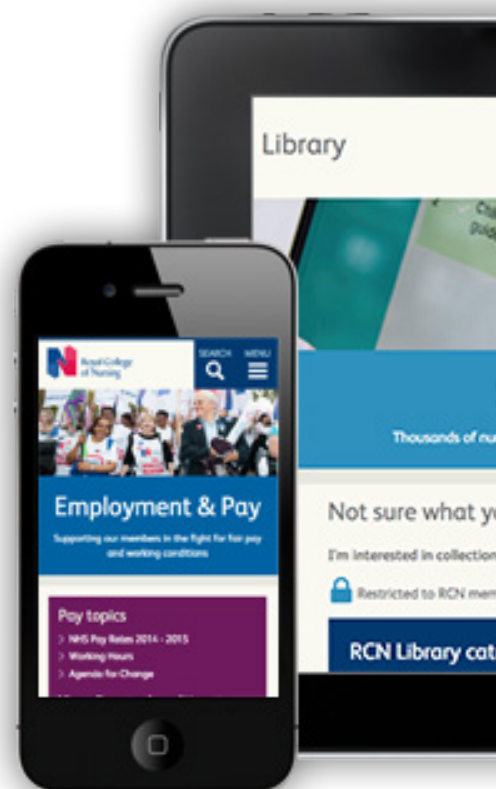 Library
Thousands of nu
Not sure what yo
I'm interested in collection
Restricted to RCN mem
RCN Library cat
Royal College
of Nursing
SEARCH MENU
Employment & Pay
Supporting our members in the fight for fair pay
and working conditions
Pay topics
> NHS Pay Rates 2014 - 2015
> Working Hours
> Agenda for Change